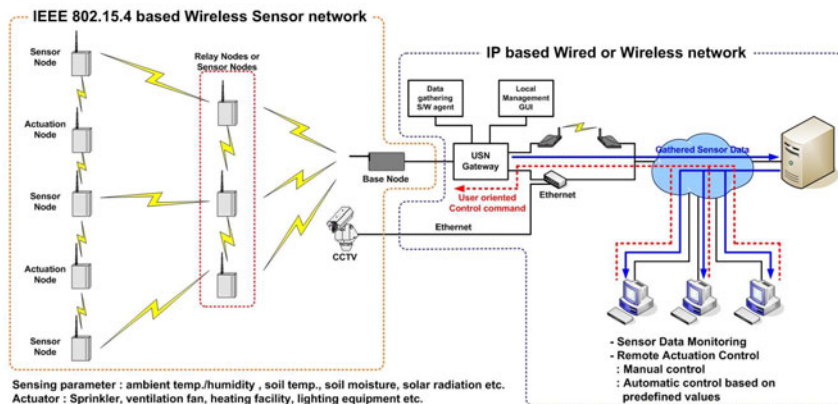 IEEE 802.15.4 based Wireless Sensor network
IP based Wired or Wireless network
Sensor
Node
Actuation
Node
Sensor
Node
Actuation
Node
Sensor
Node
Relay Nodes or
Sensor Nodes
Base Node
Data
gathering
S/W agent
Local
Management
GUI
USN
Gateway
Gathered Sensor Data
User oriented
Control command
Ethernet
Ethernet
CCTV
- Sensor Data Monitoring
- Remote Actuation Control
: Manual control
: Automatic control based on
predefined values
Sensing parameter : ambient temp./humidity , soil temp., soil moisture, solar radiation etc.
Actuator : Sprinkler, ventilation fan, heating facility, lighting equipment etc.